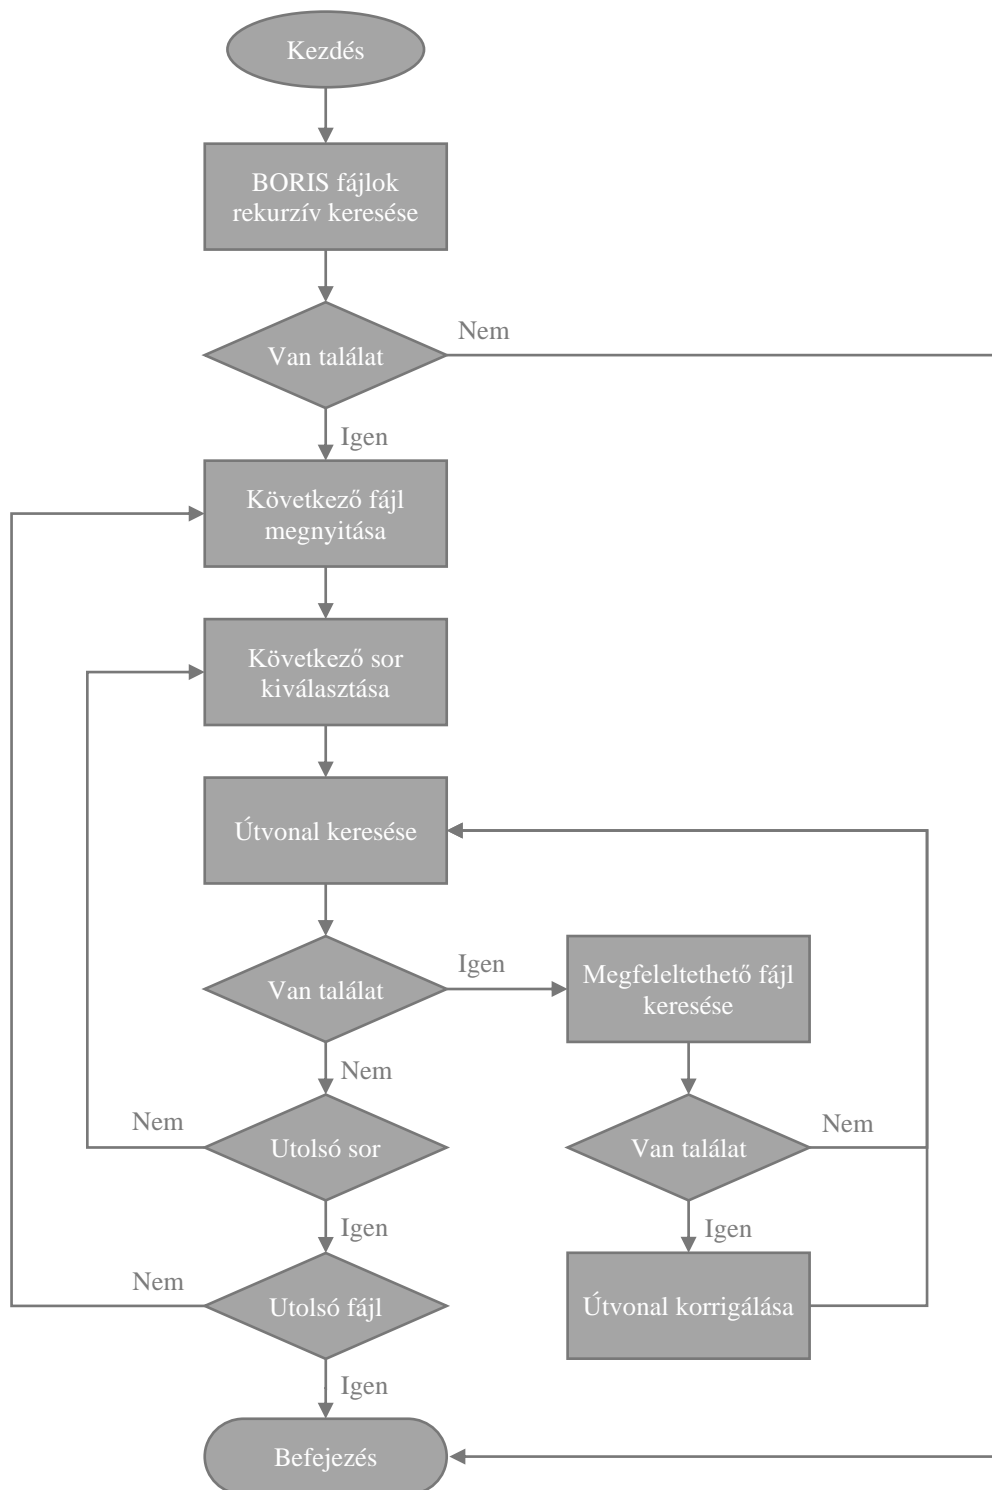 Kezdés
BORIS fájlok
rekurzív keresése
Van találat
Nem
Igen
Következő fájl
megnyitása
Következő sor
kiválasztása
Útvonal keresése
Van találat
Igen
Megfeleltethető fájl
keresése
Nem
Utolsó sor
Nem
Van találat
Nem
Igen
Igen
Utolsó fájl
Nem
Útvonal korrigálása
Igen
Befejezés